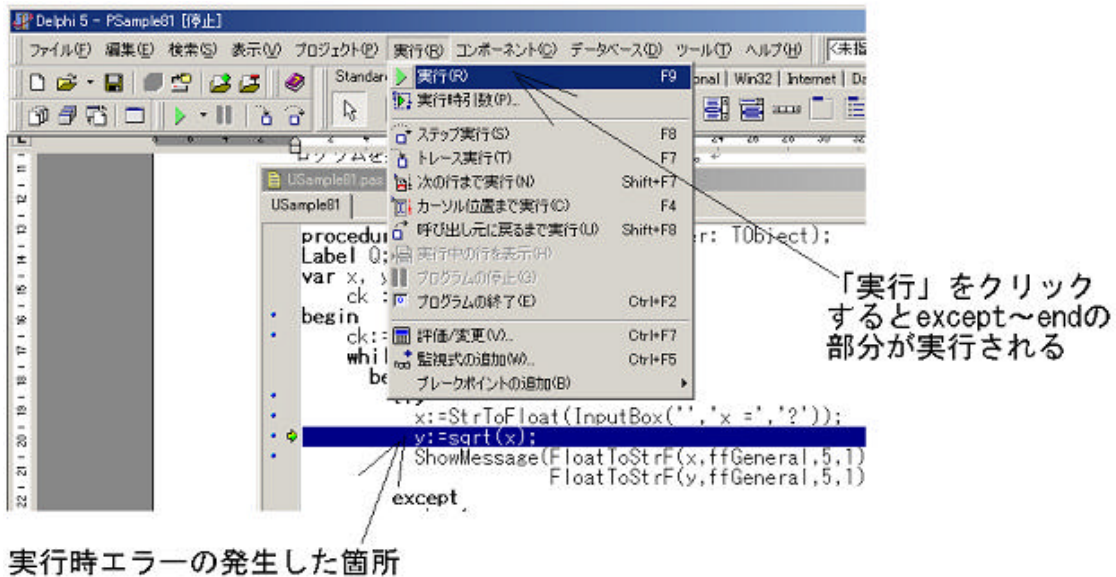 Delphi 5 - PSample81 [停止]
ファイル(F) 編集(E) 検索(S) 表示(V) プロジェクト(P) 実行(R) コンポーネント(C) データベース(D) ツール(T) ヘルプ(H) <未指
Standar 実行(R) F9 onal Win32 Internet Da
実行時引数(P)...
ステップ実行(S) F8
トレース実行(T) F7
USample81.pas 次の行まで実行(N) Shift+F7
USample81 カーソル位置まで実行(C) F4
呼び出し元に戻るまで実行(U) Shift+F8
procedu r: TObject);
Label Q: 実行中の行を表示(H)
var x, y プログラムの停止(G)
ck : プログラムの終了(E) Ctrl+F2
begin
ck:= 評価/変更(V)... Ctrl+F7
whil 監視式の追加(W)... Ctrl+F5
be ブレークポイントの追加(B)
try
x:=StrToFloat(InputBox('','x =','?'));
y:=sqrt(x);
ShowMessage(FloatToStrF(x,ffGeneral,5,1)
FloatToStrF(y,ffGeneral,5,1)
except
「実行」をクリック
するとexcept～endの
部分が実行される
実行時エラーの発生した箇所